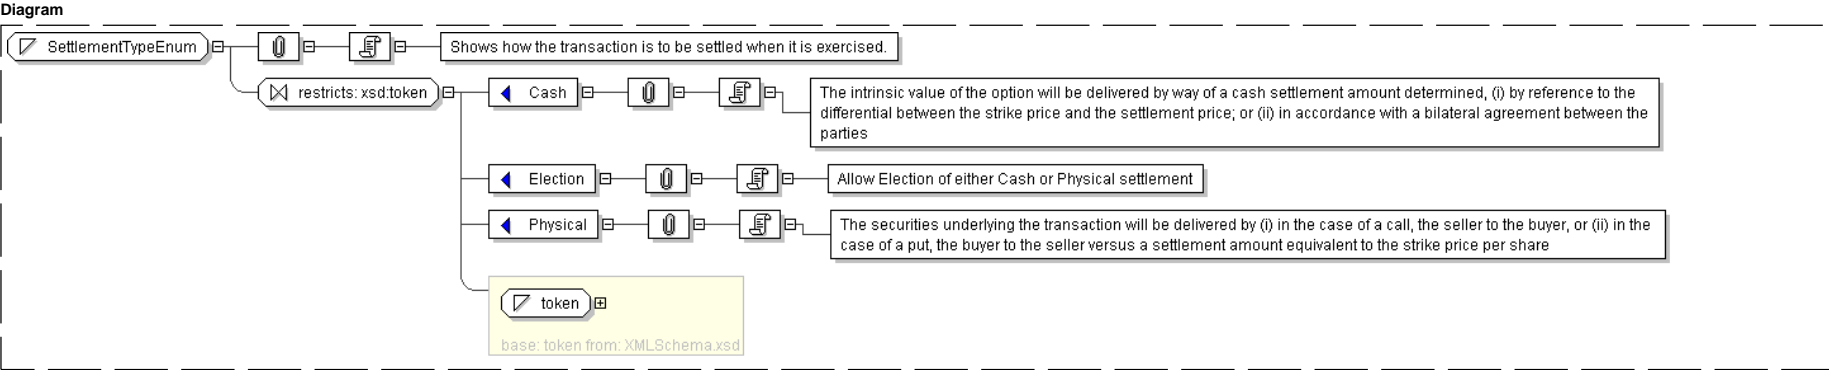 Diagram
SettlementTypeEnum
Shows how the transaction is to be settled when it is exercised.
restricts: xsd:token
Cash
The intrinsic value of the option will be delivered by way of a cash settlement amount determined, (i) by reference to the
differential between the strike price and the settlement price; or (ii) in accordance with a bilateral agreement between the
parties
Election
Allow Election of either Cash or Physical settlement
Physical
The securities underlying the transaction will be delivered by (i) in the case of a call, the seller to the buyer, or (ii) in the
case of a put, the buyer to the seller versus a settlement amount equivalent to the strike price per share
token
base: token from: XMLSchema.xsd